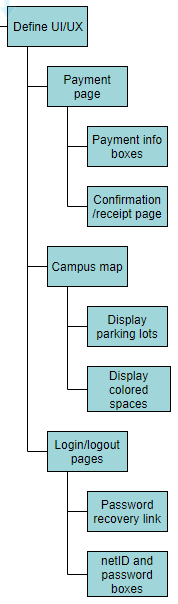 Define UI/UX
Payment
page
Payment info
boxes
Confirmation
/receipt page
Campus map
Display
parking lots
Display
colored
spaces
Login/logout
pages
Password
recovery link
netID and
password
boxes